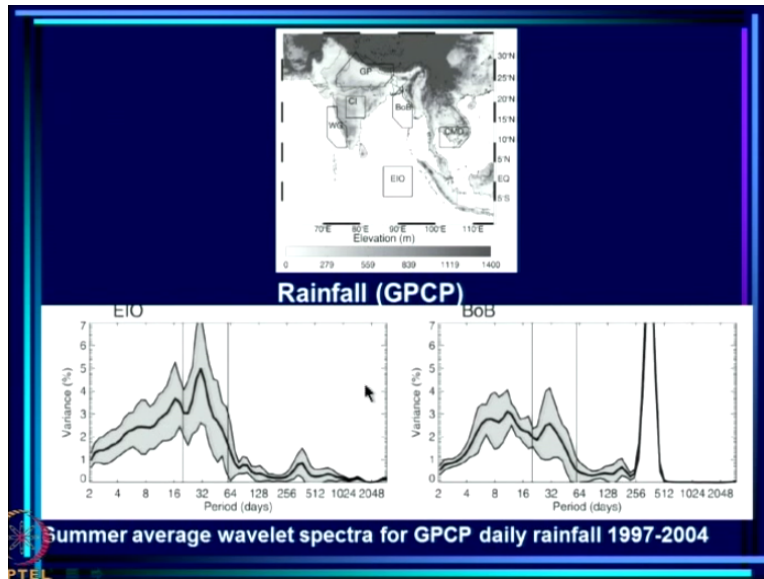 GP
CI
BoB
WG
CMD
EIO
30°N
25°N
20°N
15°N
10°N
5°N
EQ
5°S
70°E 80°E 90°E 100°E 110°E
Elevation (m)
0 279 559 839 1119 1400
Rainfall (GPCP)
EIO
Variance (%)
7
6
5
4
3
2
1
0
2 4 8 16 32 64 128 256 512 1024 2048
Period (days)
BoB
Variance (%)
7
6
5
4
3
2
1
0
2 4 8 16 32 64 128 256 512 1024 2048
Period (days)
Summer average wavelet spectra for GPCP daily rainfall 1997-2004
PTEL